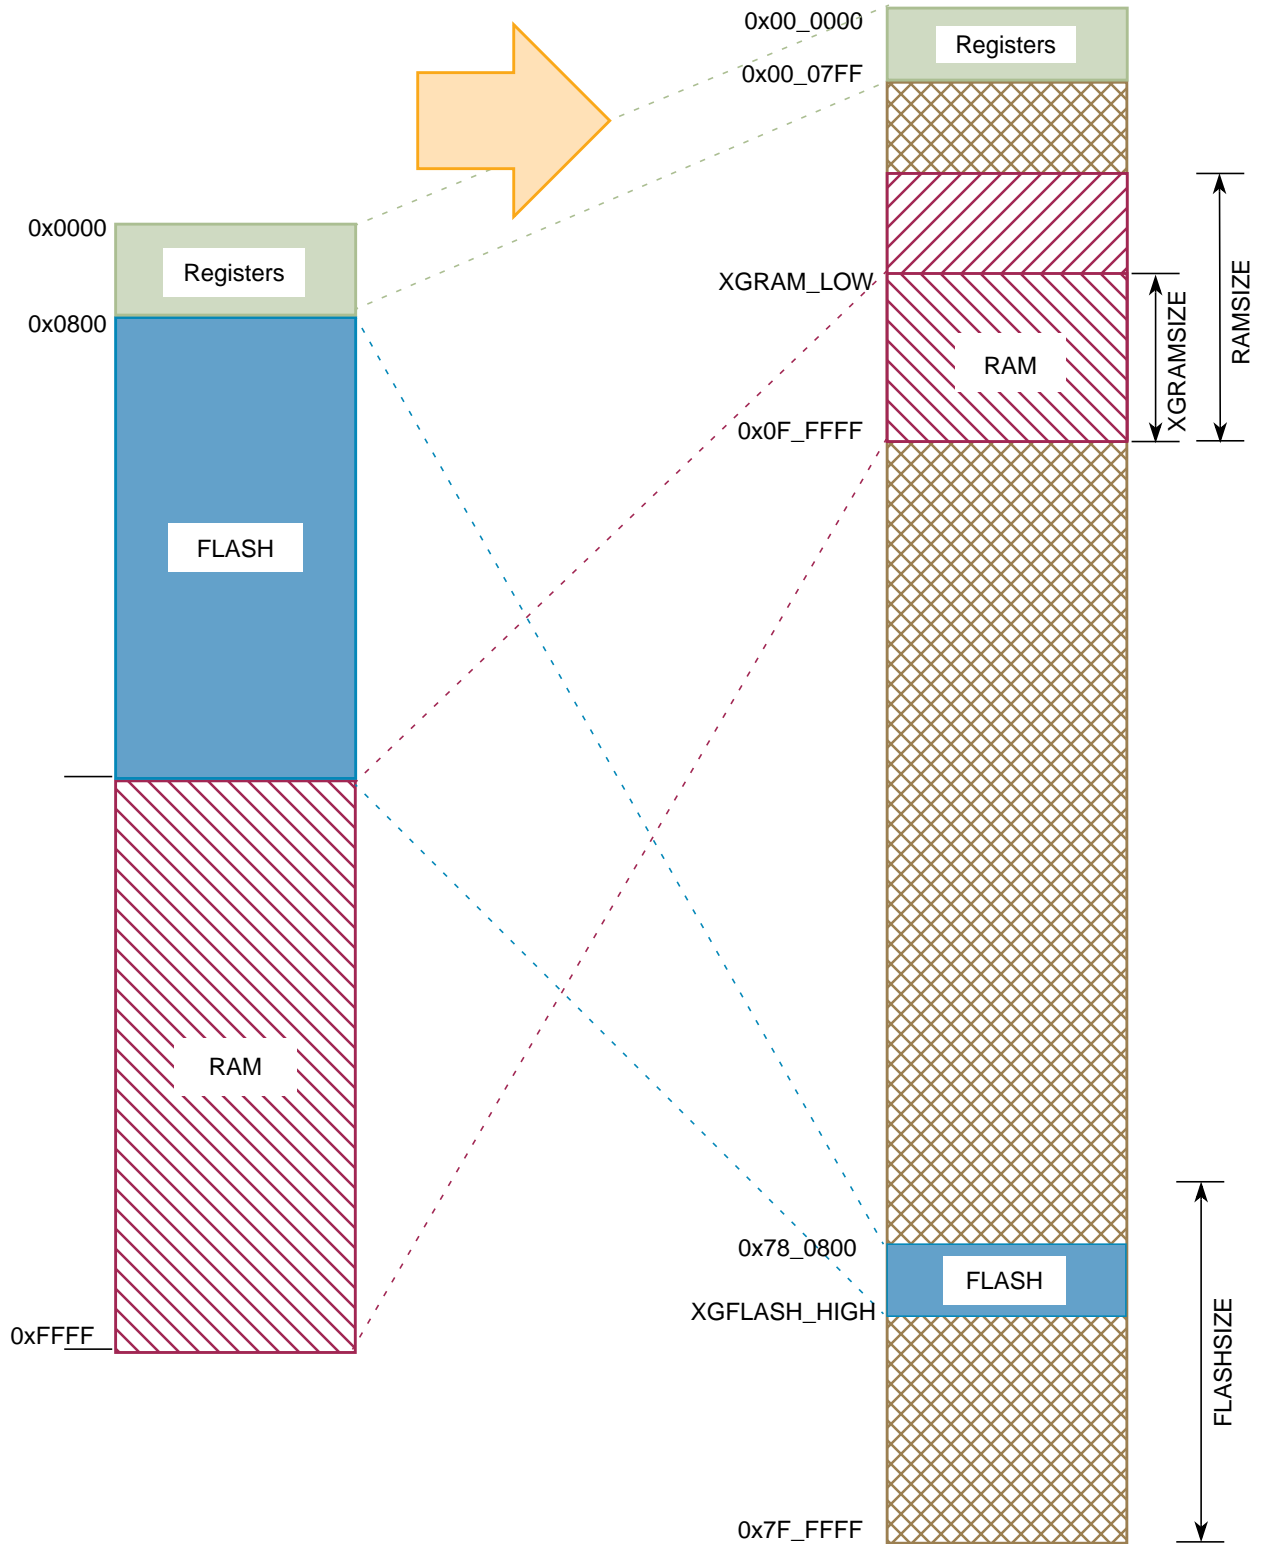 0x0000
Registers
0x0800
FLASH
RAM
0xFFFF
0x00_0000
Registers
0x00_07FF
XGRAM_LOW
RAM
0x0F_FFFF
XGRAMSIZE
RAMSIZE
0x78_0800
FLASH
XGFLASH_HIGH
FLASHSIZE
0x7F_FFFF